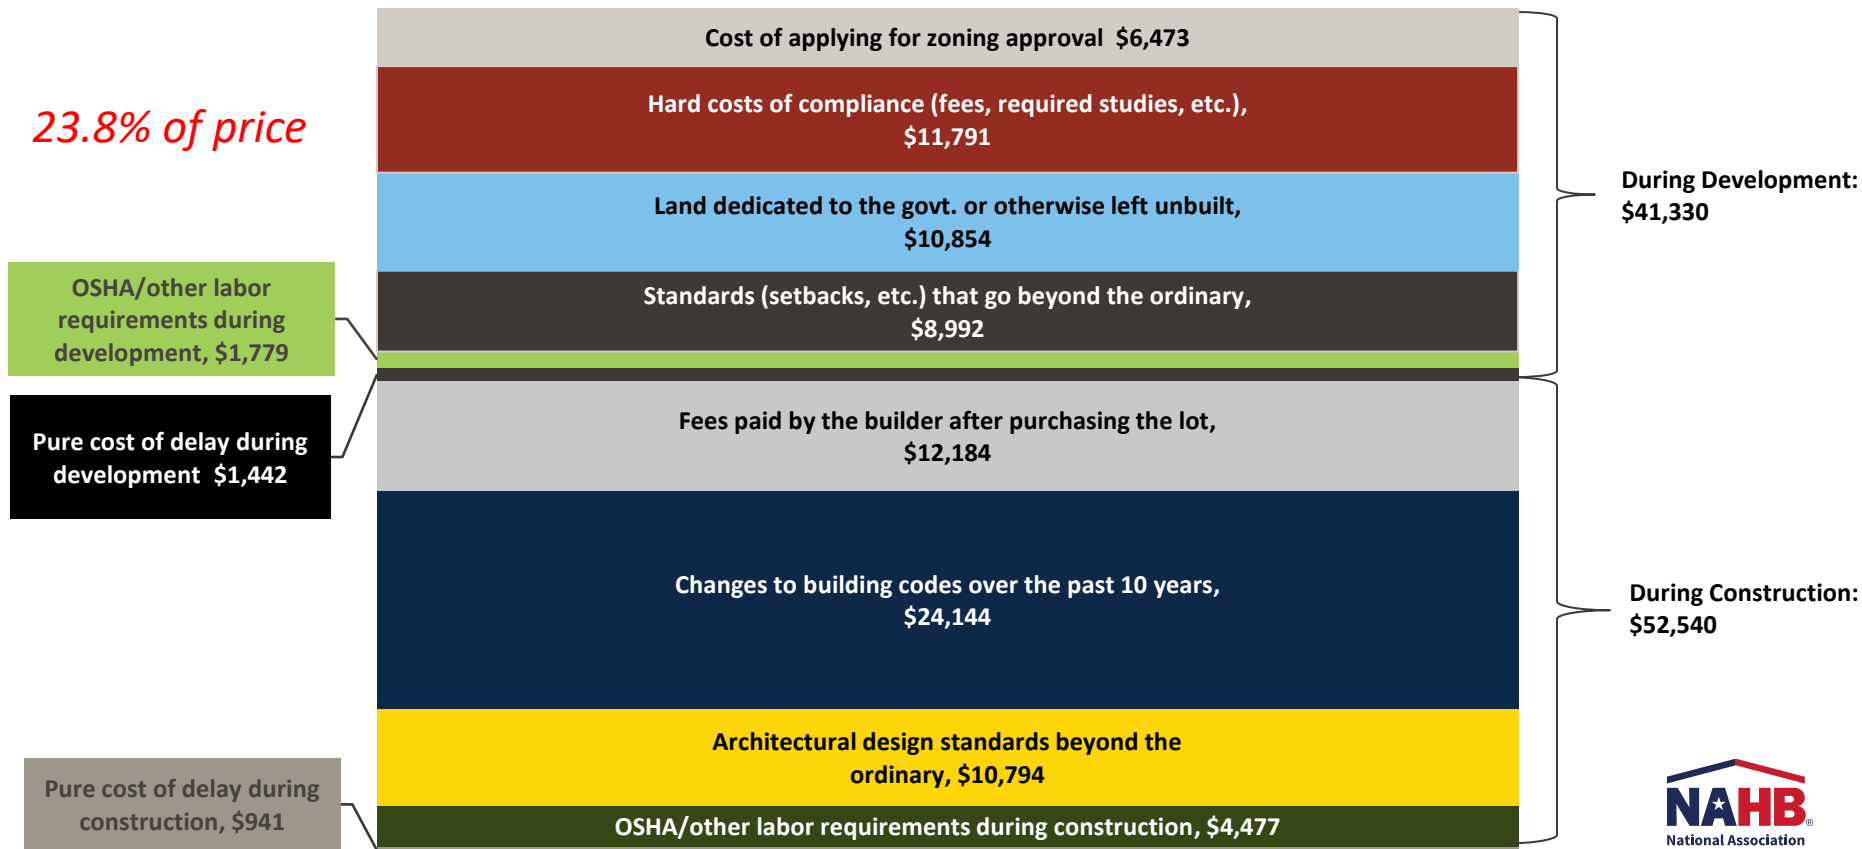 23.8% of price
Cost of applying for zoning approval $6,473
Hard costs of compliance (fees, required studies, etc.),
$11,791
Land dedicated to the govt. or otherwise left unbuilt,
$10,854
Standards (setbacks, etc.) that go beyond the ordinary,
$8,992
OSHA/other labor
requirements during
development, $1,779
Pure cost of delay during
development $1,442
During Development:
$41,330
Fees paid by the builder after purchasing the lot,
$12,184
Changes to building codes over the past 10 years,
$24,144
Architectural design standards beyond the
ordinary, $10,794
Pure cost of delay during
construction, $941
OSHA/other labor requirements during construction, $4,477
During Construction:
$52,540
NAHB®
National Association